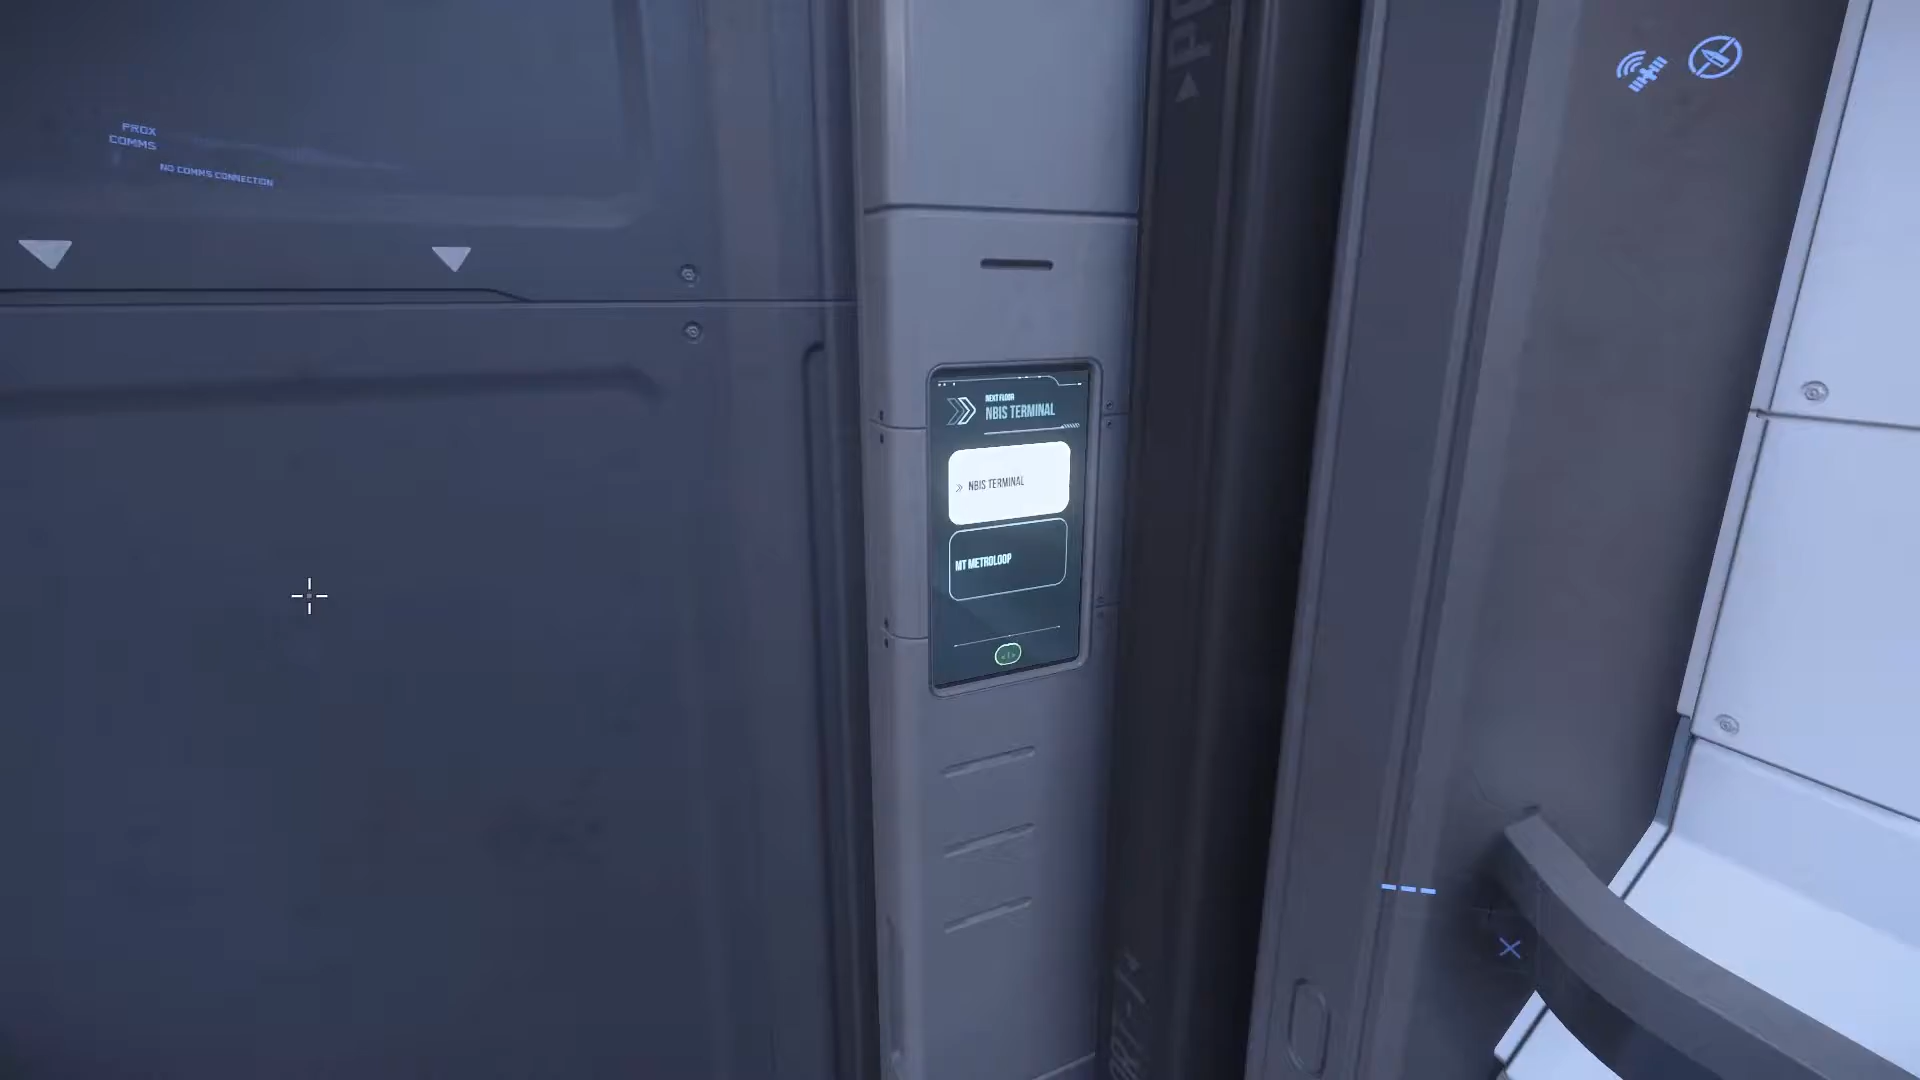 PROX
COMMS
NO COMMS CONNECTION
NEXT FLOOR
NBIS TERMINAL
NBIS TERMINAL
MT METROLOOP